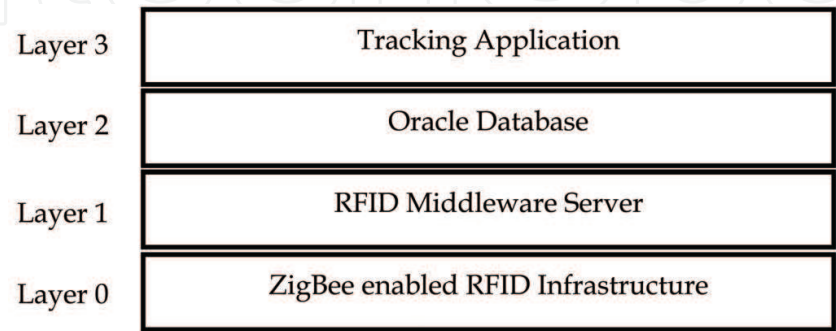 Layer 3 Tracking Application
Layer 2 Oracle Database
Layer 1 RFID Middleware Server
Layer 0 ZigBee enabled RFID Infrastructure